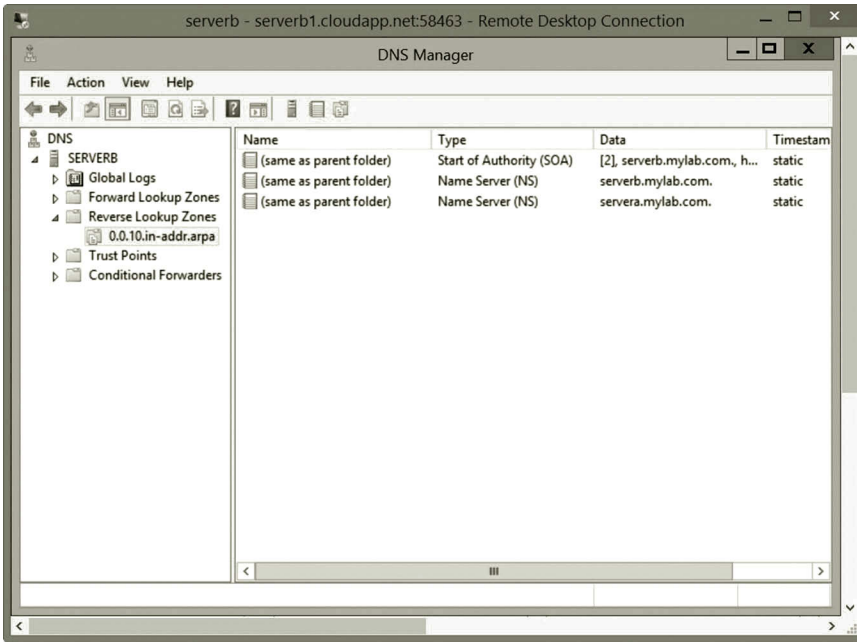 serverb - serverb1.cloudapp.net:58463 - Remote Desktop Connection
DNS Manager
File Action View Help
DNS
SERVERB
Global Logs
Forward Lookup Zones
Reverse Lookup Zones
0.0.10.in-addr.arpa
Trust Points
Conditional Forwarders
Name Type Data Timestam
(same as parent folder) Start of Authority (SOA) [2], serverb.mylab.com., h... static
(same as parent folder) Name Server (NS) serverb.mylab.com. static
(same as parent folder) Name Server (NS) servera.mylab.com. static